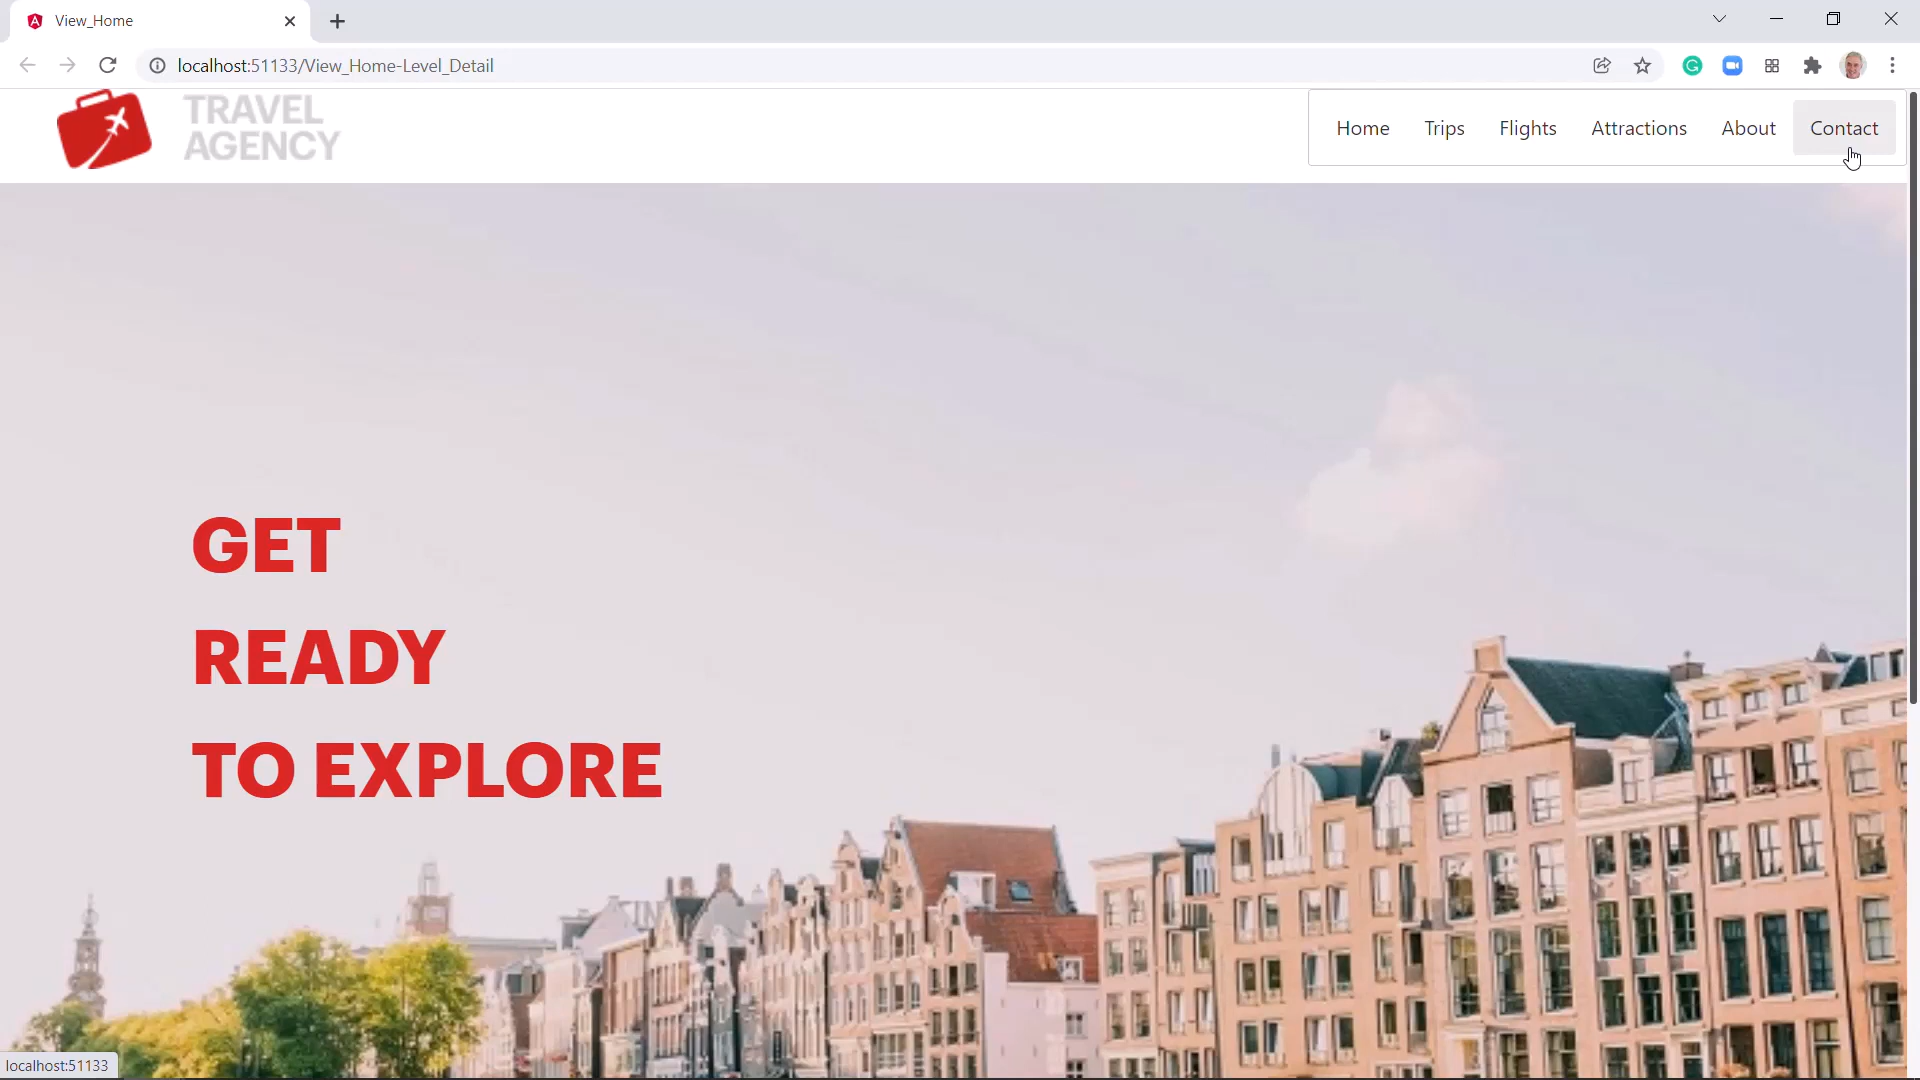 View_Home
localhost:51133/View_Home-Level_Detail
TRAVEL
AGENCY
Home Trips Flights Attractions About Contact
GET
READY
TO EXPLORE
localhost:51133